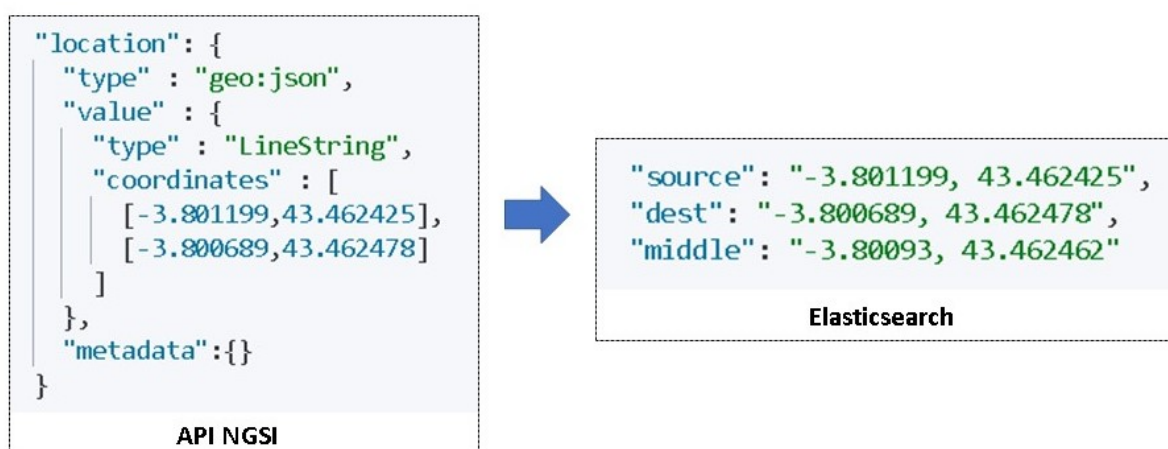 "location": {
"type" : "geo:json",
"value" : {
"type" : "LineString",
"coordinates" : [
[-3.801199,43.462425],
[-3.800689,43.462478]
]
},
"metadata":{}
}
API NGSI
"source": "-3.801199, 43.462425",
"dest": "-3.800689, 43.462478",
"middle": "-3.80093, 43.462462"
Elasticsearch